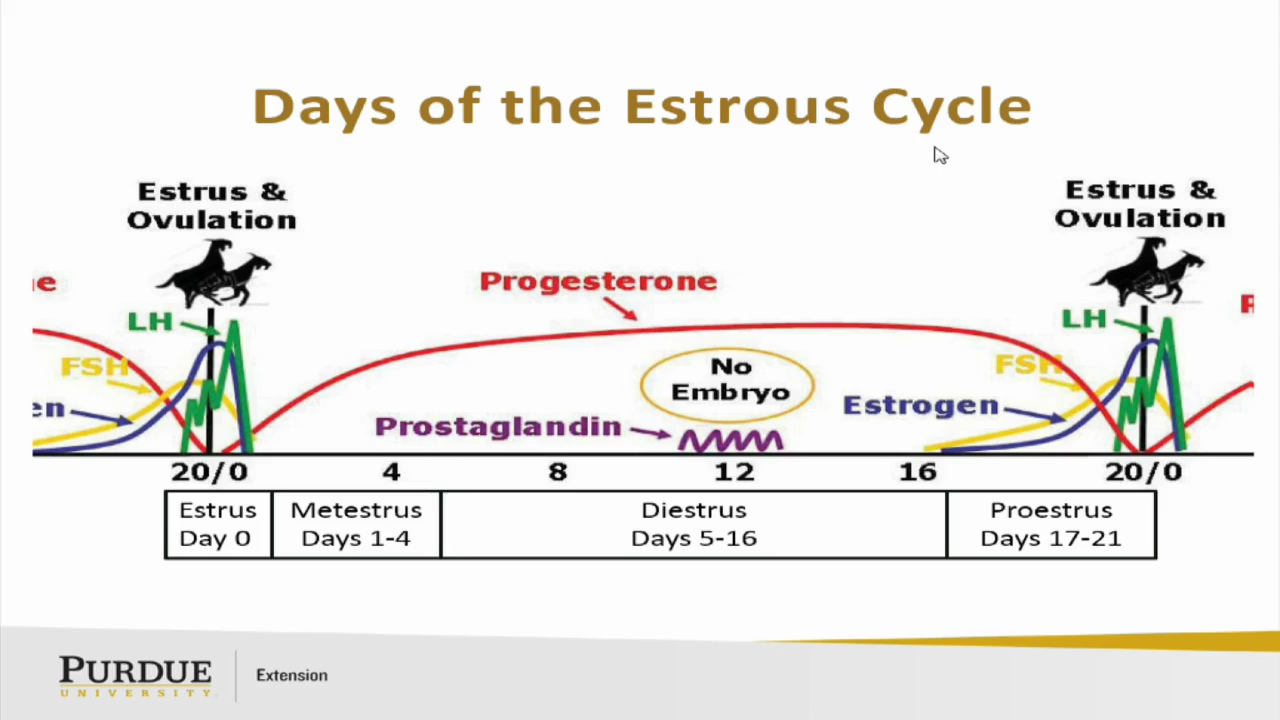 Days of the Estrous Cycle
Estrus &
Ovulation
Estrus &
Ovulation
e
Progesterone
LH
LH
FSH
FSH
en
Estrogen
No
Embryo
Prostaglandin
20/0 4 8 12 16 20/0
Estrus
Day 0
Metestrus
Days 1-4
Diestrus
Days 5-16
Proestrus
Days 17-21
PURDUE
UNIVERSITY
Extension